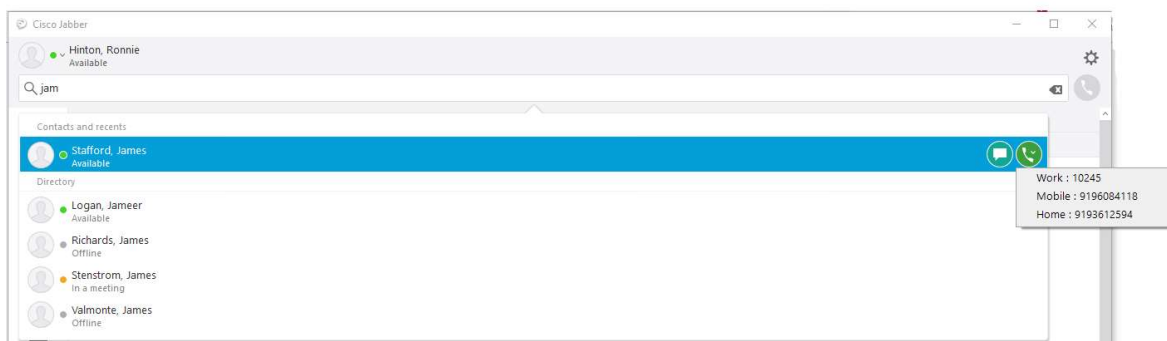 Cisco Jabber
Hinton, Ronnie
Available
jam
Contacts and recents
Stafford, James
Available
Work : 10245
Mobile : 9196084118
Home : 9193612594
Directory
Logan, Jameer
Available
Richards, James
Offline
Stenstrom, James
In a meeting
Valmonte, James
Offline